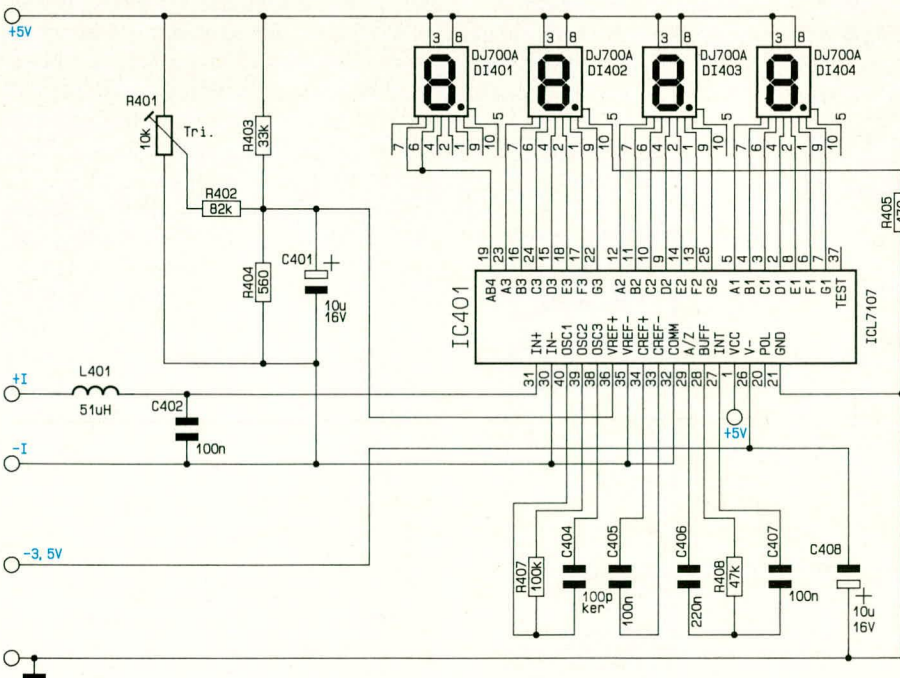 +5V
R401
10k
Tri.
R403
33k
R402
82k
R404
560
C401
+
10u
16V
3 8
DJ700A
DI401
5
7 6 4 2 1 9 10
3 8
DJ700A
DI402
5
7 6 4 2 1 9 10
3 8
DJ700A
DI403
5
7 6 4 2 1 9 10
3 8
DJ700A
DI404
5
7 6 4 2 1 9 10
R405
IC401
ICL7107
19 23 16 24 15 18 17 22 12 11 10 9 14 13 25 5 4 3 2 8 6 7 37
AB4 A3 B3 C3 D3 E3 F3 G3 A2 B2 C2 D2 E2 F2 G2 A1 B1 C1 D1 E1 F1 G1 TEST
IN+ IN- OSC1 OSC2 OSC3 VREF+ VREF- CREF+ CREF- COMM A/Z BUFF INT VCC V- POL GND
31 30 40 39 38 36 35 34 33 32 29 28 27 1 26 20 21
+5V
+I
L401
51uH
C402
100n
-I
-3,5V
R407
100k
C404
100p
ker
C405
100n
C406
220n
R408
47k
C407
100n
C408
+
10u
16V